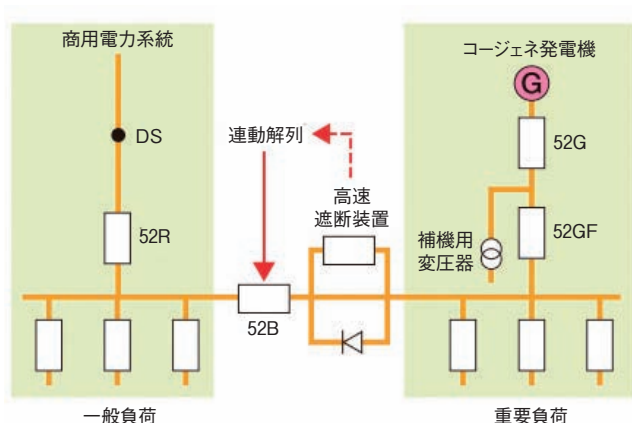 商用電力系統
コージェネ発電機
G
DS
連動解列
52G
高速
遮断装置
52R
補機用
変圧器
52GF
52B
一般負荷
重要負荷